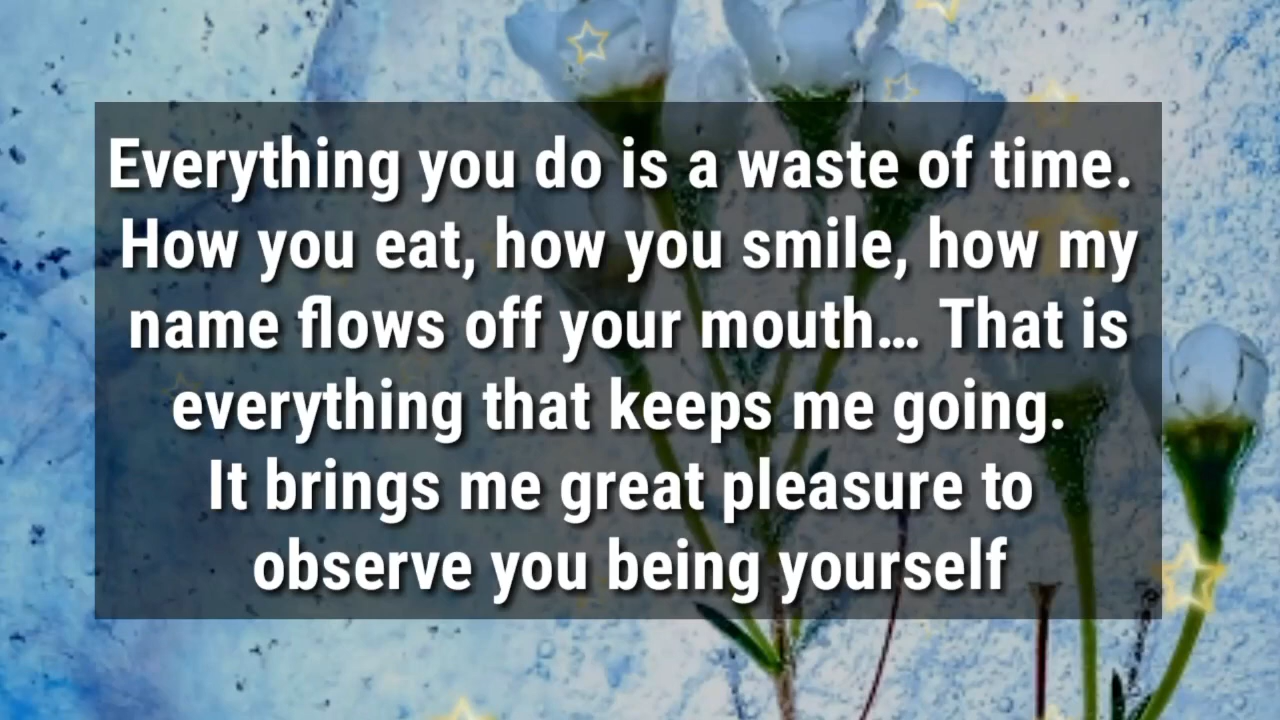 Everything you do is a waste of time.
How you eat, how you smile, how my
name flows off your mouth... That is
everything that keeps me going.
It brings me great pleasure to
observe you being yourself